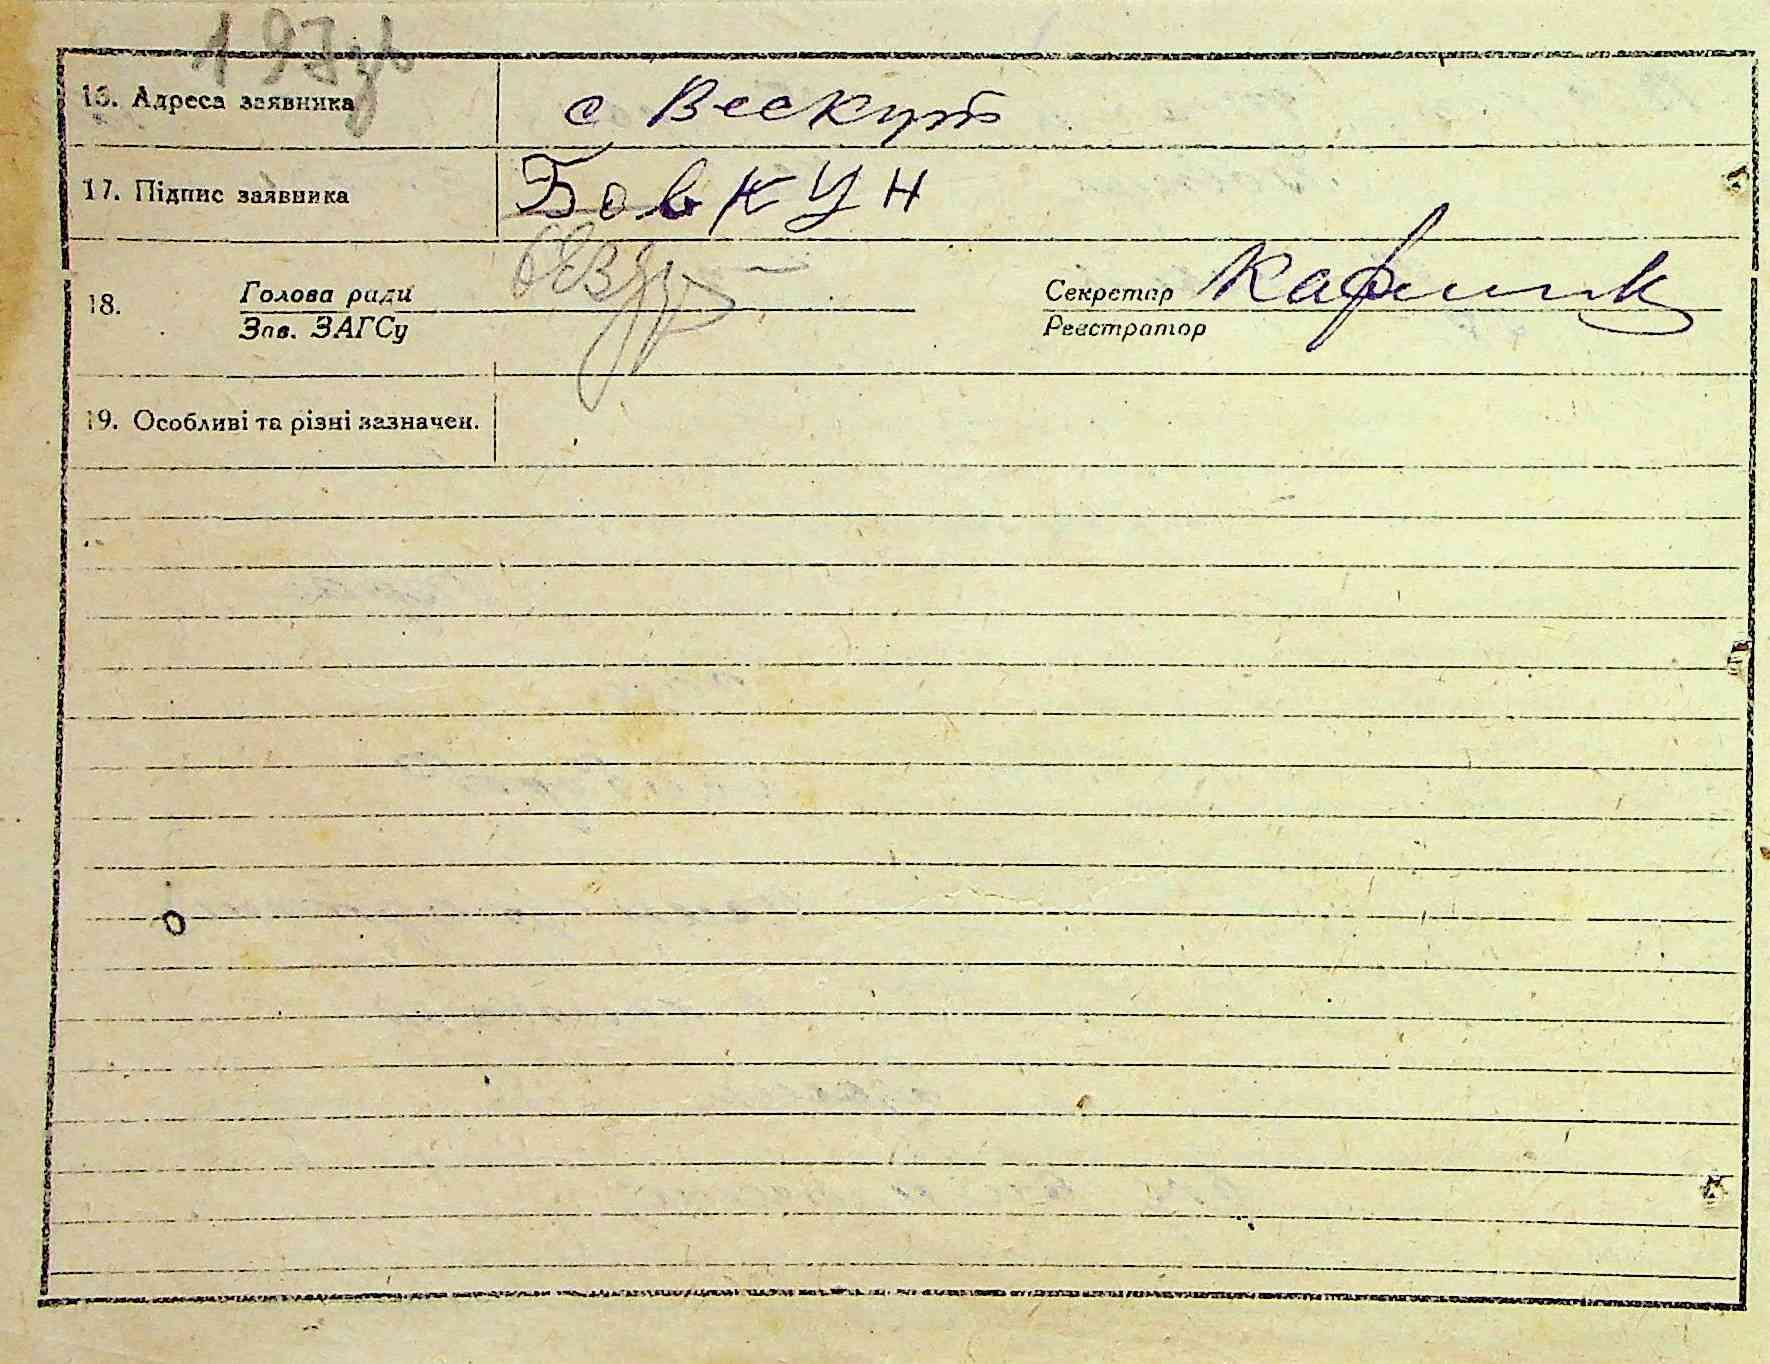 16. Адреса заявника с Веекут
17. Підпис заявника Бовкун
18. Голова ради Секретар
Зав. ЗАГСу Реєстратор
19. Особливі та різні зазначен.